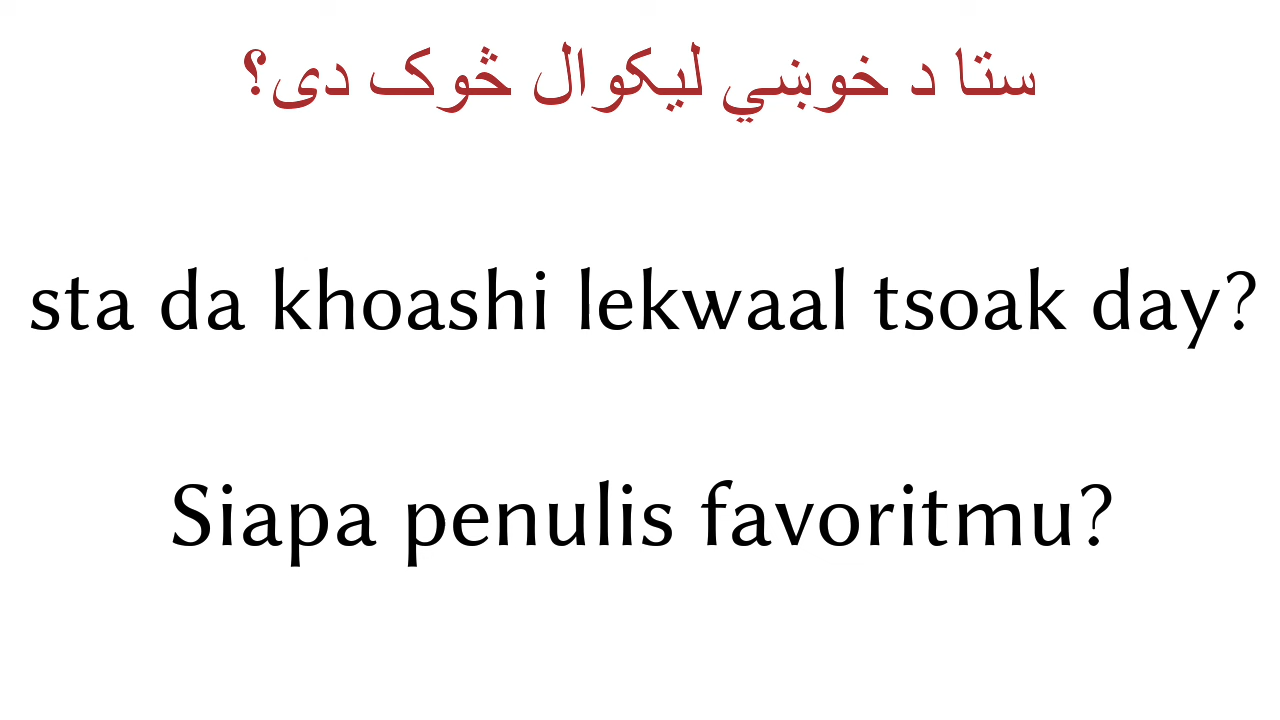 ستا د خوښي ليکوال څوک دی؟
sta da khoashi lekwaal tsoak day?
Siapa penulis favoritmu?